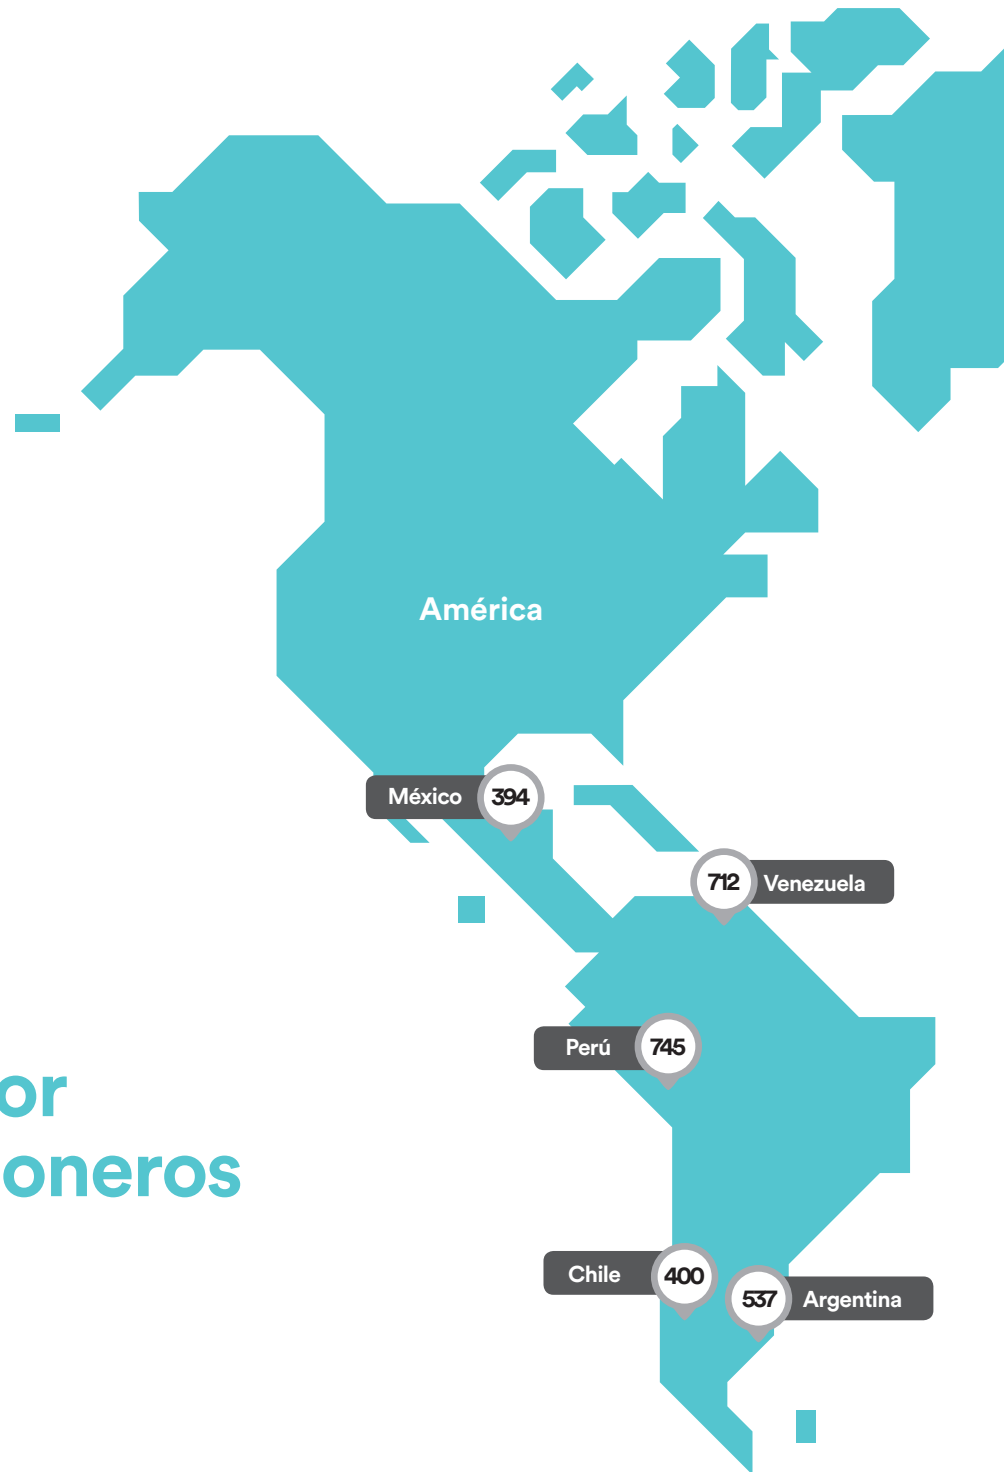 América
México 394
712 Venezuela
Perú 745
or
oneros
Chile 400
537 Argentina